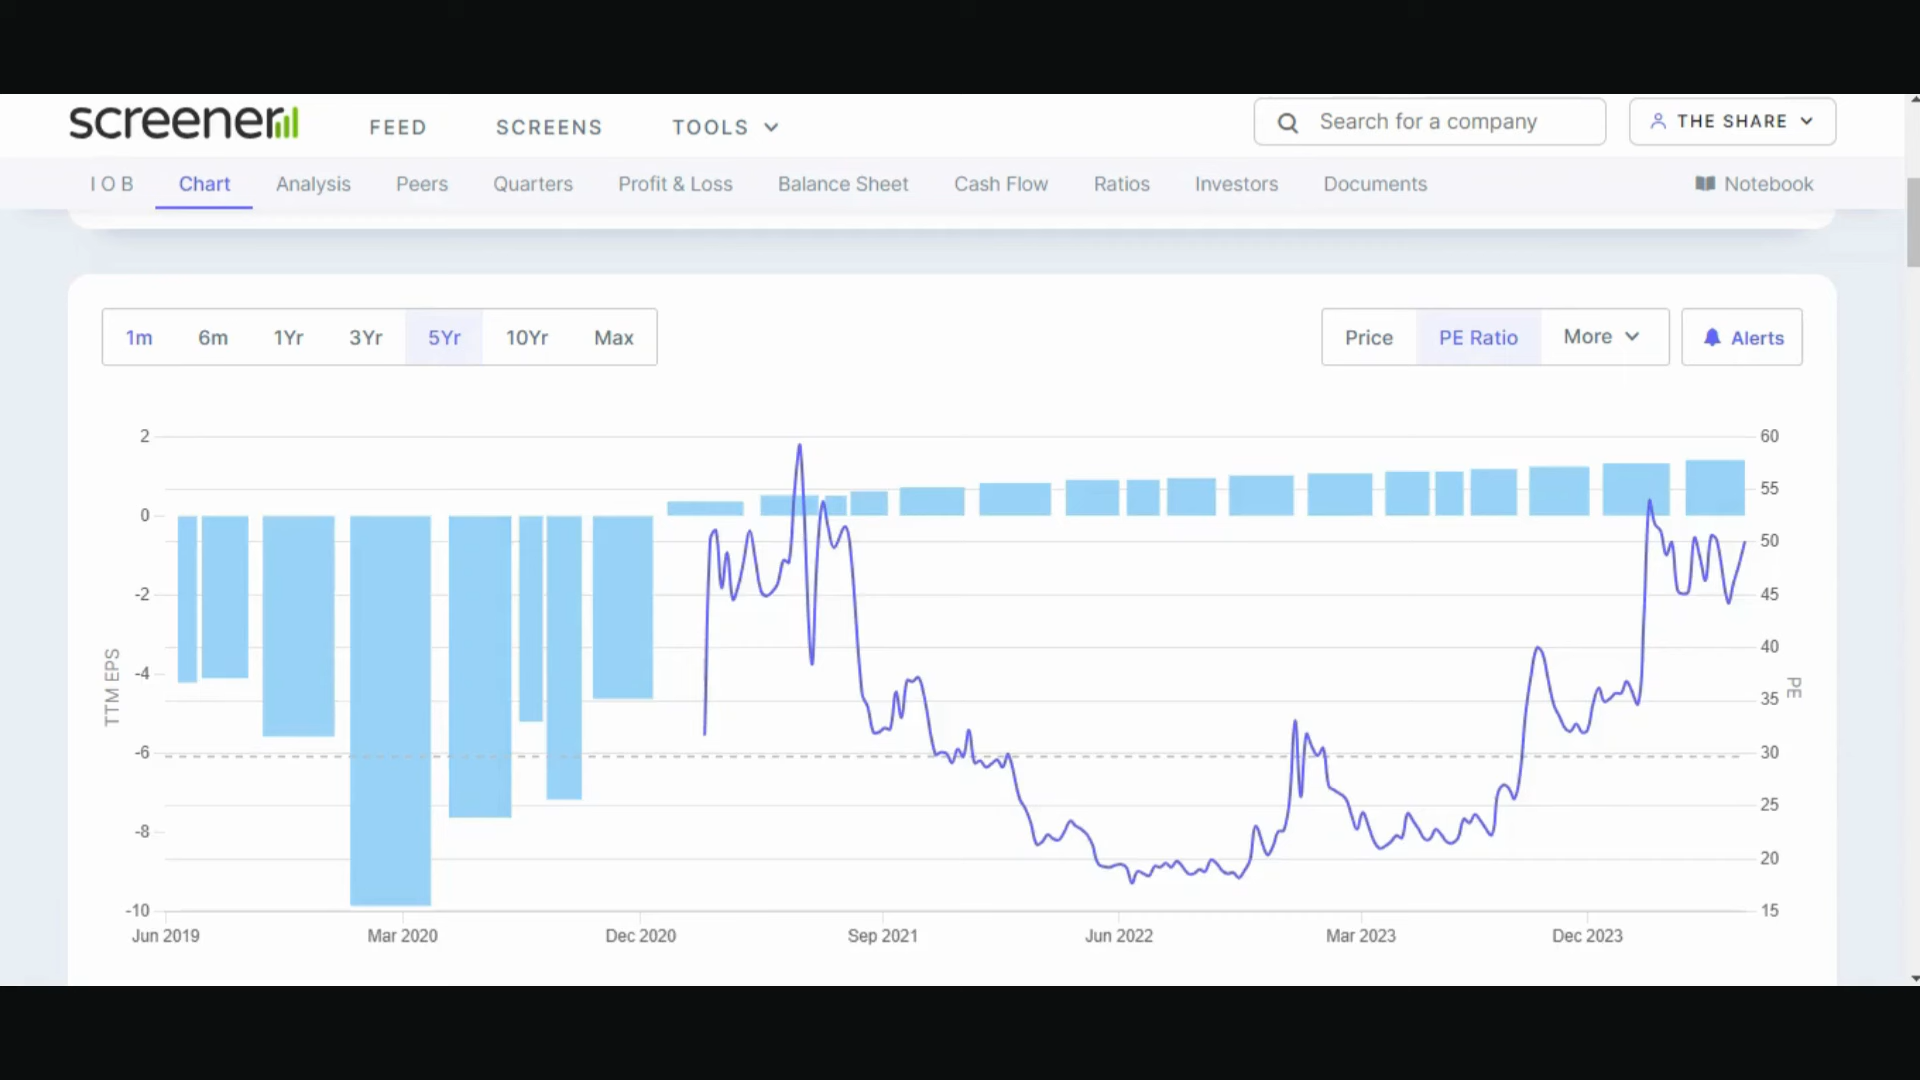 screener FEED SCREENS TOOLS Search for a company THE SHARE
I O B Chart Analysis Peers Quarters Profit & Loss Balance Sheet Cash Flow Ratios Investors Documents Notebook
1m 6m 1Yr 3Yr 5Yr 10Yr Max Price PE Ratio More Alerts
2 60
55
0
50
-2 45
-4 40
35
-6 30
25
-8
20
-10 15
TTM EPS
PE
Jun 2019 Mar 2020 Dec 2020 Sep 2021 Jun 2022 Mar 2023 Dec 2023